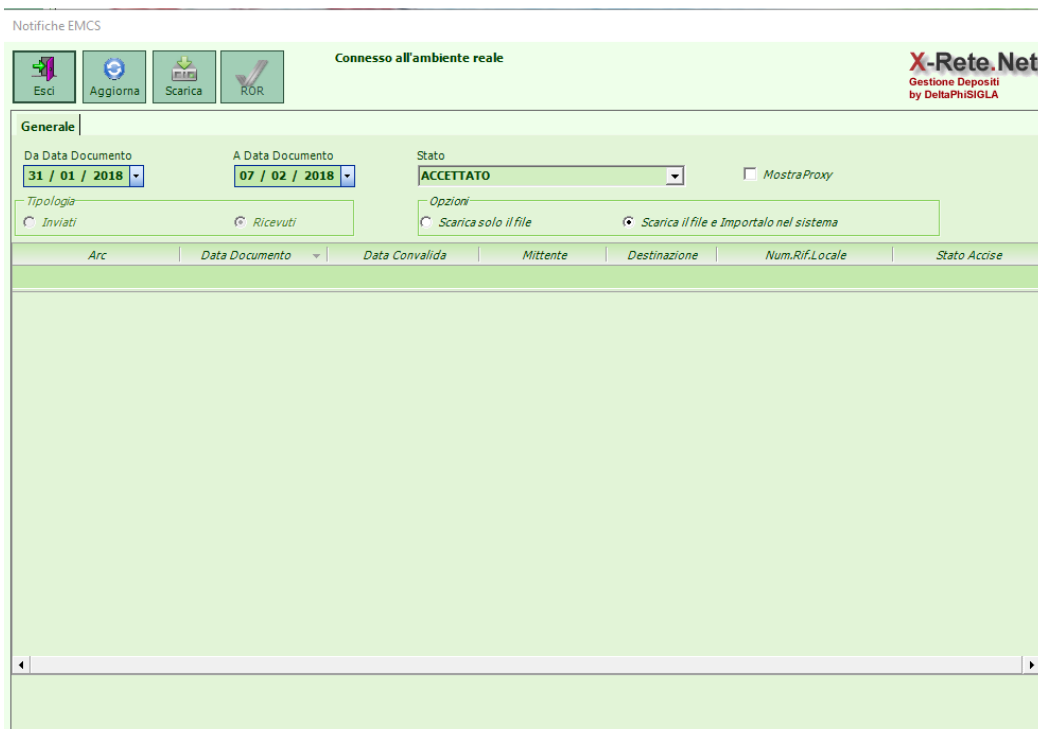 Notifiche EMCS
Connesso all'ambiente reale
X-Rete.Net
Gestione Depositi
by DeltaPhiSIGLA
Esci Aggiorna Scarica ROR
Generale
Da Data Documento A Data Documento Stato
31 / 01 / 2018 07 / 02 / 2018 ACCETTATO MostraProxy
Tipologia Opzioni
Inviati Ricevuti Scarica solo il file Scarica il file e Importalo nel sistema
Arc Data Documento Data Convalida Mittente Destinazione Num.Rif.Locale Stato Accise